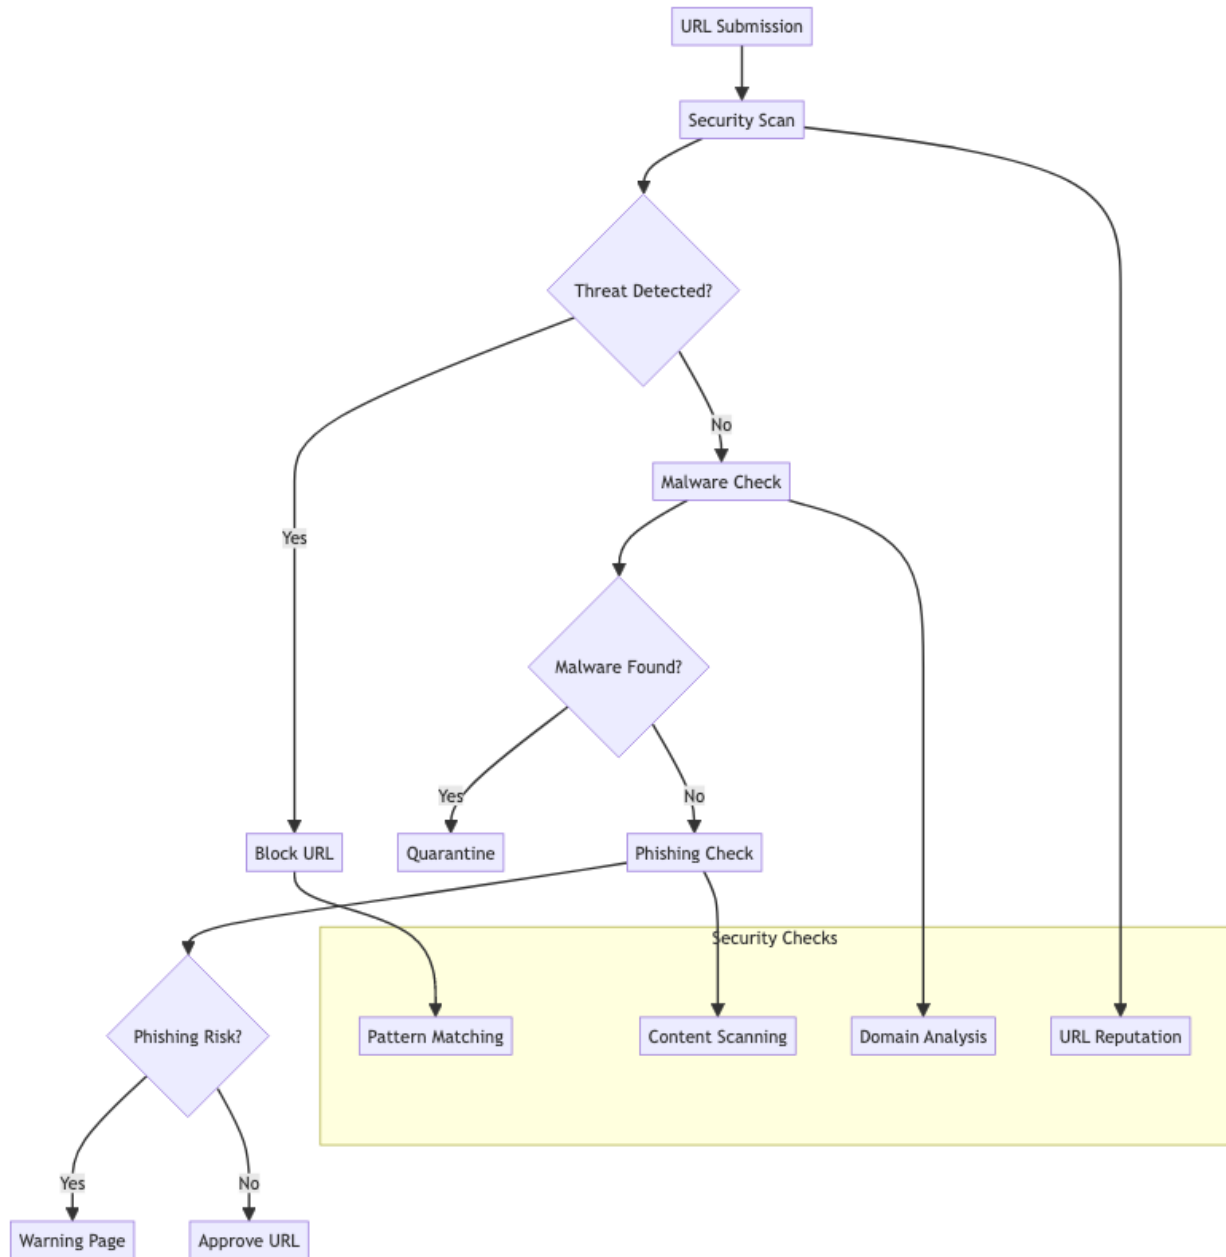 URL Submission
Security Scan
Threat Detected?
No
Malware Check
Yes
Malware Found?
Yes
No
Block URL
Quarantine
Phishing Check
Security Checks
Phishing Risk?
Pattern Matching
Content Scanning
Domain Analysis
URL Reputation
Yes
No
Warning Page
Approve URL